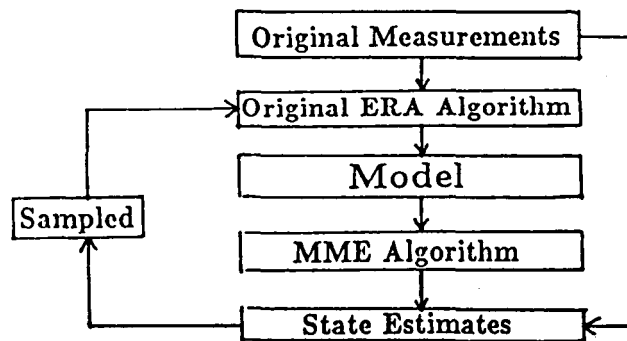 Original Measurements
Original ERA Algorithm
Model
Sampled
MME Algorithm
State Estimates